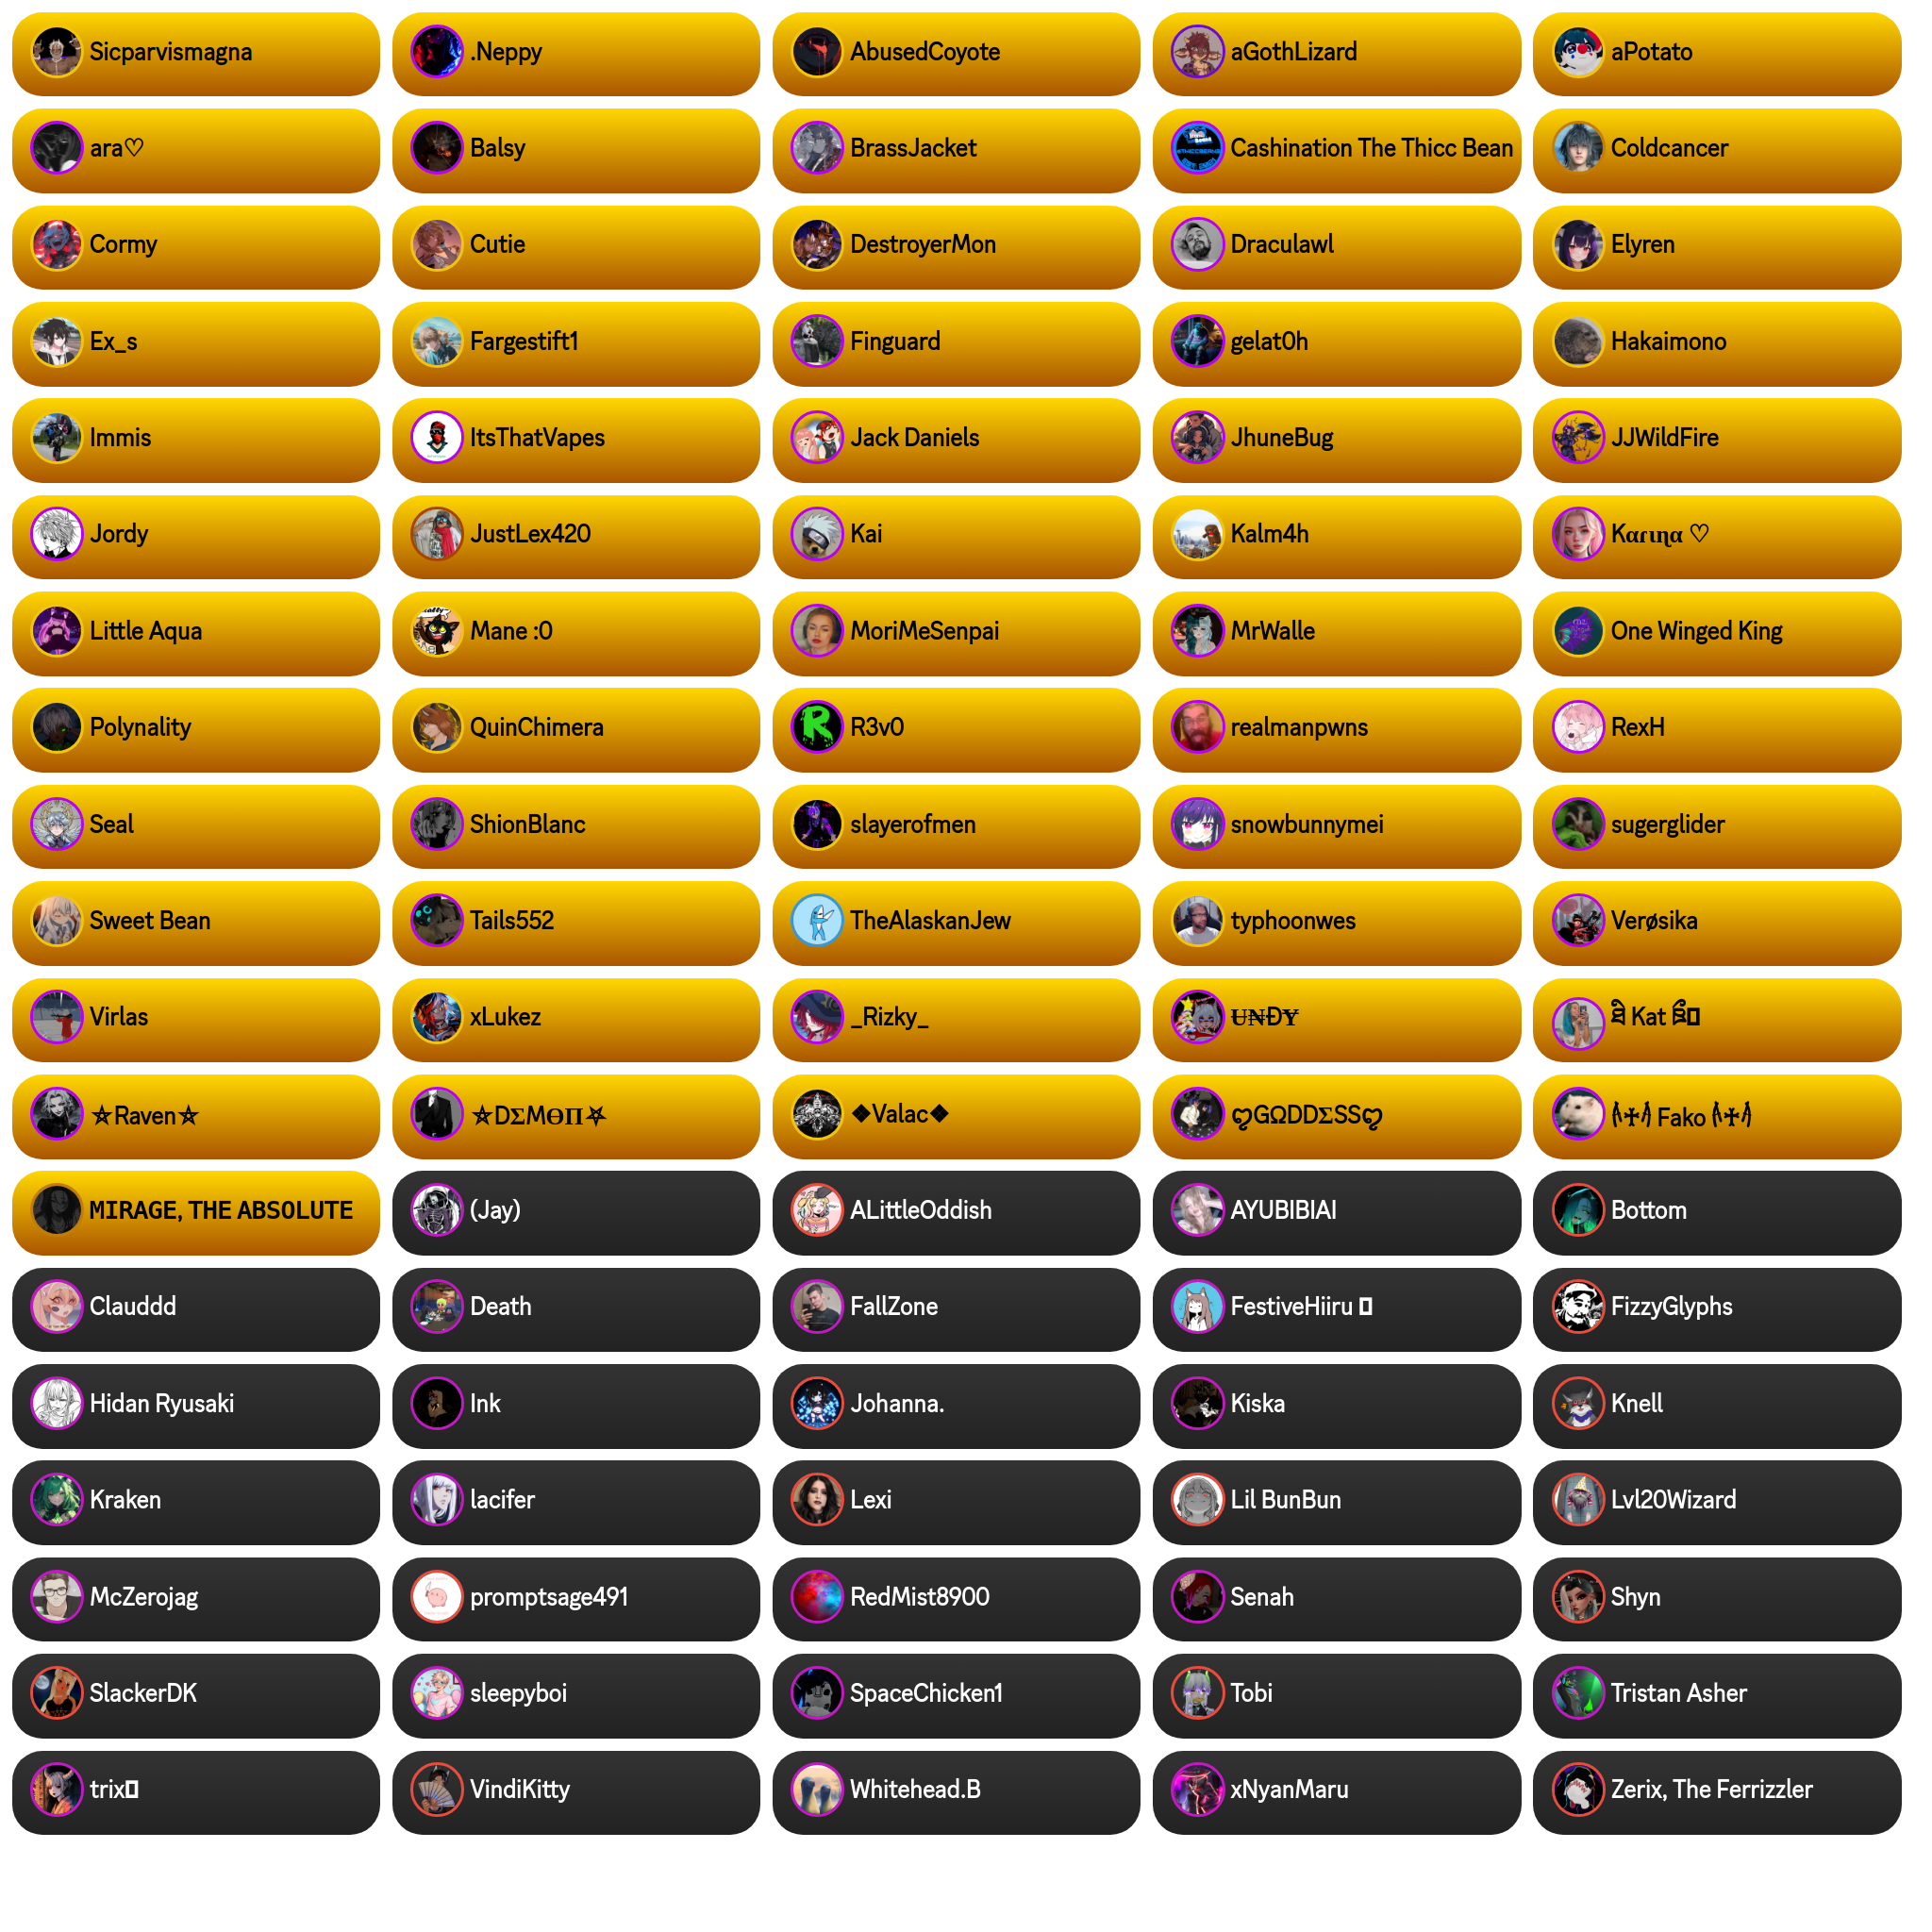 Sicparvismagna
.Neppy
AbusedCoyote
aGothLizard
aPotato
ara♡
Balsy
BrassJacket
Cashination The Thicc Bean
Coldcancer
Cormy
Cutie
DestroyerMon
Draculawl
Elyren
Ex_s
Fargestift1
Finguard
gelat0h
Hakaimono
Immis
ItsThatVapes
Jack Daniels
JhuneBug
JJWildFire
Jordy
JustLex420
Kai
Kalm4h
Kαɾιɳα ♡
Little Aqua
Mane :0
MoriMeSenpai
MrWalle
One Winged King
Polynality
QuinChimera
R3v0
realmanpwns
RexH
Seal
ShionBlanc
slayerofmen
snowbunnymei
sugerglider
Sweet Bean
Tails552
TheAlaskanJew
typhoonwes
Verøsika
Virlas
xLukez
_Rizky_
U̶N̶ĐY̶
Kat
⛤Raven⛤
⛤DΣMӨΠ⛧
❖Valac❖
ღGΩDDΣSSღ
Fako
MIRAGE, THE ABSOLUTE
(Jay)
ALittleOddish
AYUBIBIAI
Bottom
Clauddd
Death
FallZone
FestiveHiiru
FizzyGlyphs
Hidan Ryusaki
Ink
Johanna.
Kiska
Knell
Kraken
lacifer
Lexi
Lil BunBun
Lvl20Wizard
McZerojag
promptsage491
RedMist8900
Senah
Shyn
SlackerDK
sleepyboi
SpaceChicken1
Tobi
Tristan Asher
trix
VindiKitty
Whitehead.B
xNyanMaru
Zerix, The Ferrizzler